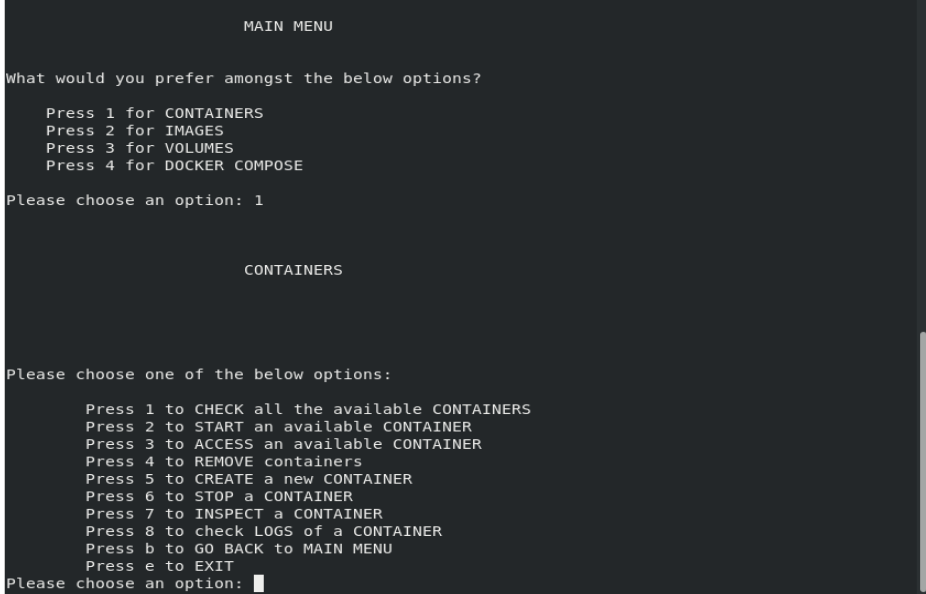 MAIN MENU
What would you prefer amongst the below options?
Press 1 for CONTAINERS
Press 2 for IMAGES
Press 3 for VOLUMES
Press 4 for DOCKER COMPOSE
Please choose an option: 1
CONTAINERS
Please choose one of the below options:
Press 1 to CHECK all the available CONTAINERS
Press 2 to START an available CONTAINER
Press 3 to ACCESS an available CONTAINER
Press 4 to REMOVE containers
Press 5 to CREATE a new CONTAINER
Press 6 to STOP a CONTAINER
Press 7 to INSPECT a CONTAINER
Press 8 to check LOGS of a CONTAINER
Press b to GO BACK to MAIN MENU
Press e to EXIT
Please choose an option: